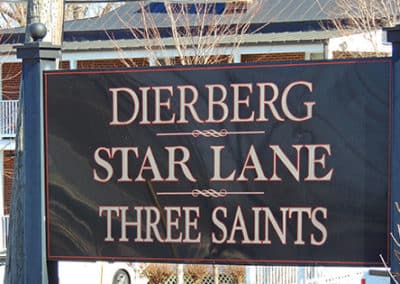 DIERBERG
STAR LANE
THREE SAINTS